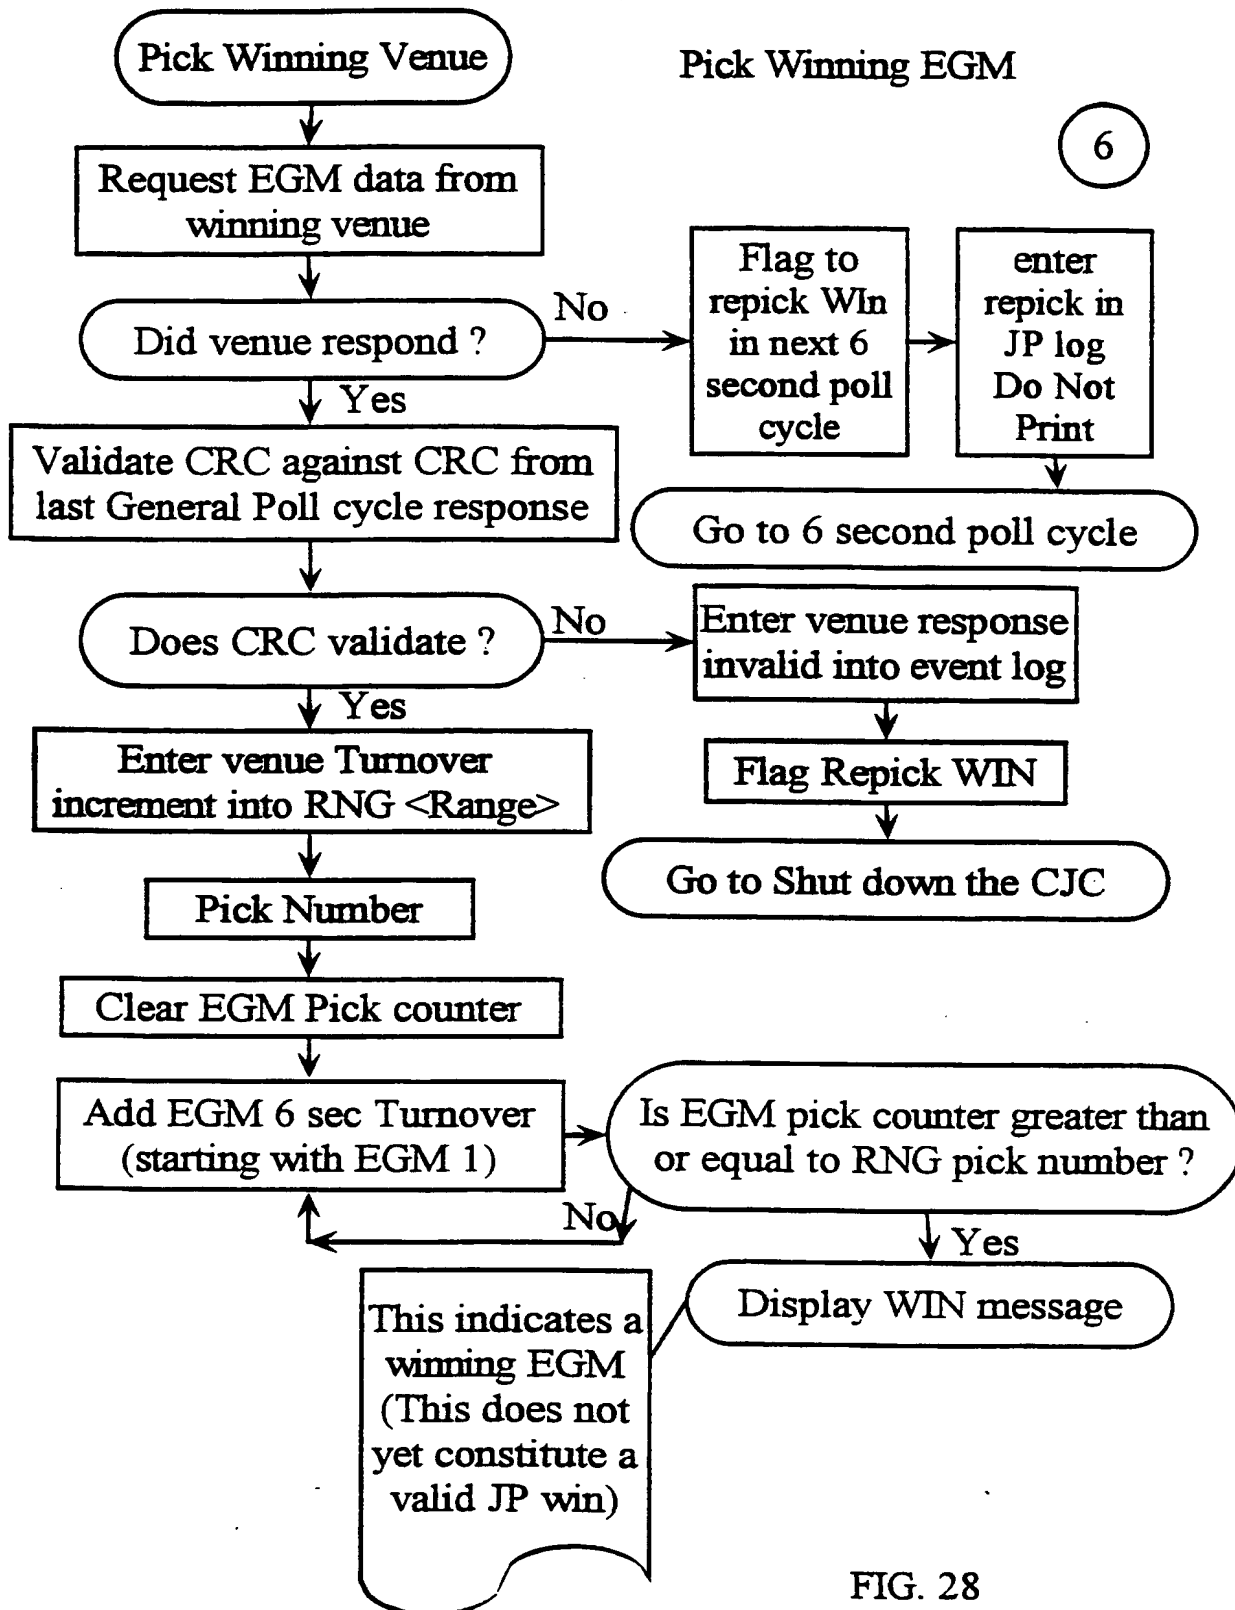 Pick Winning Venue
Pick Winning EGM
6
Request EGM data from
winning venue
Did venue respond ?
No
Flag to
repick WIn
in next 6
second poll
cycle
enter
repick in
JP log
Do Not
Print
Yes
Validate CRC against CRC from
last General Poll cycle response
Go to 6 second poll cycle
Does CRC validate ?
No
Enter venue response
invalid into event log
Yes
Enter venue Turnover
increment into RNG <Range>
Flag Repick WIN
Go to Shut down the CJC
Pick Number
Clear EGM Pick counter
Add EGM 6 sec Turnover
(starting with EGM 1)
Is EGM pick counter greater than
or equal to RNG pick number ?
No
Yes
Display WIN message
This indicates a
winning EGM
(This does not
yet constitute a
valid JP win)
FIG. 28